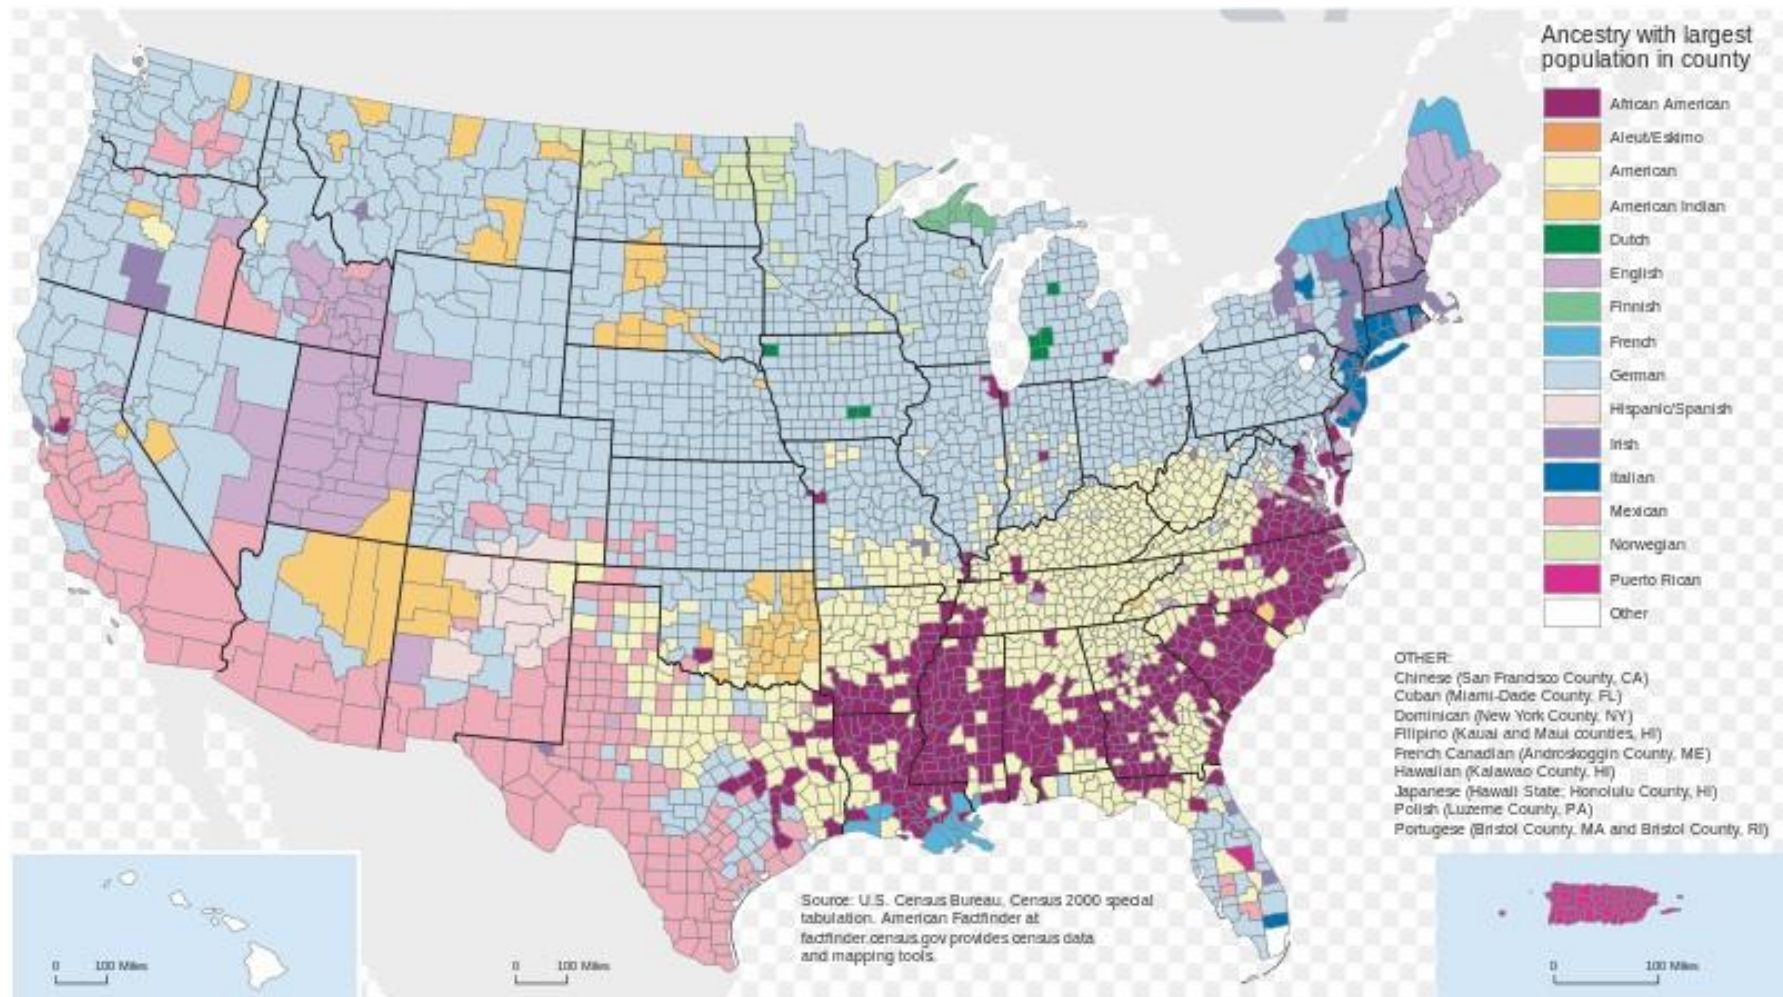 Ancestry with largest
population in county
African American
Aleut/Eskimo
American
American Indian
Dutch
English
Finnish
French
German
Hispanic/Spanish
Irish
Italian
Mexican
Norwegian
Puerto Rican
Other
OTHER:
Chinese (San Francisco County, CA)
Cuban (Miami-Dade County, FL)
Dominican (New York County, NY)
Filipino (Kauai and Maui counties, HI)
French Canadian (Androskoggin County, ME)
Hawaiian (Kalawao County, HI)
Japanese (Hawaii State; Honolulu County, HI)
Polish (Luzerne County, PA)
Portugese (Bristol County, MA and Bristol County, RI)
Source: U.S. Census Bureau, Census 2000 special
tabulation. American Factfinder at
factfinder.census.gov provides census data
and mapping tools.
0 100 Miles
0 100 Miles
0 100 Miles